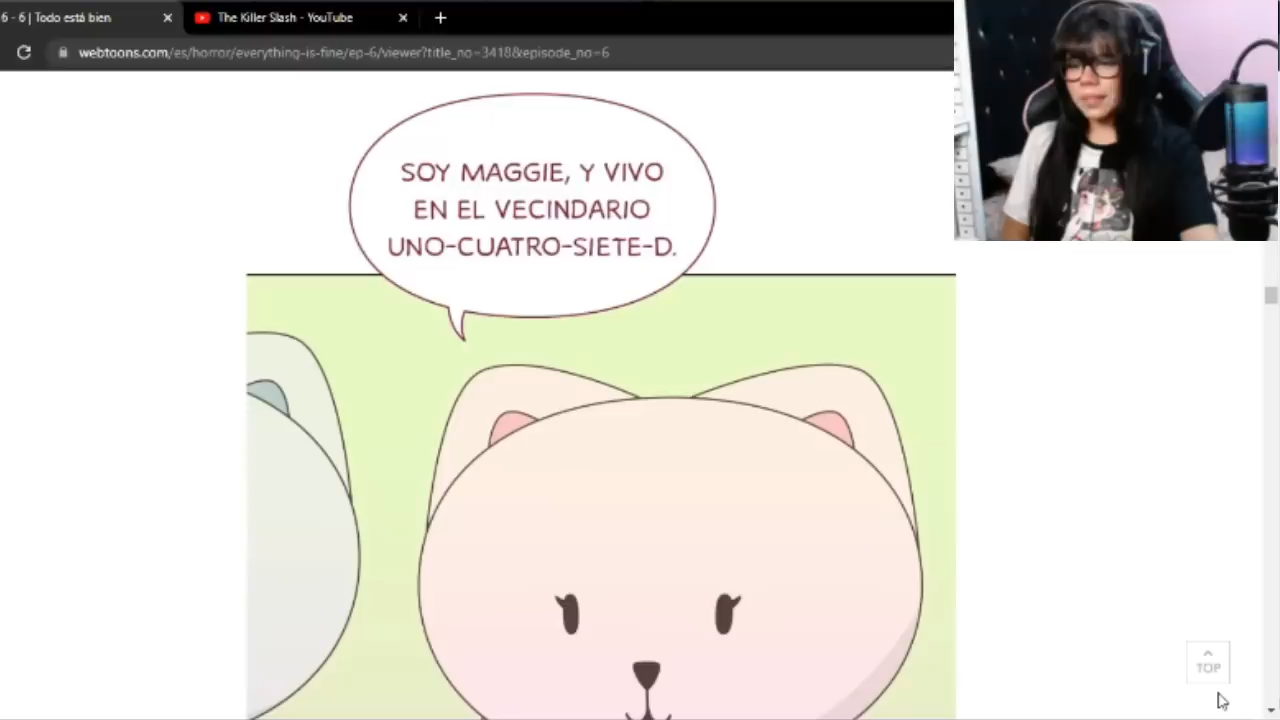 6 - 6 | Todo está bien
The Killer Slash - YouTube
webtoons.com/es/horror/everything-is-fine/ep-6/viewer?title_no=3418&episode_no=6
SOY MAGGIE, Y VIVO
EN EL VECINDARIO
UNO-CUATRO-SIETE-D.
TOP